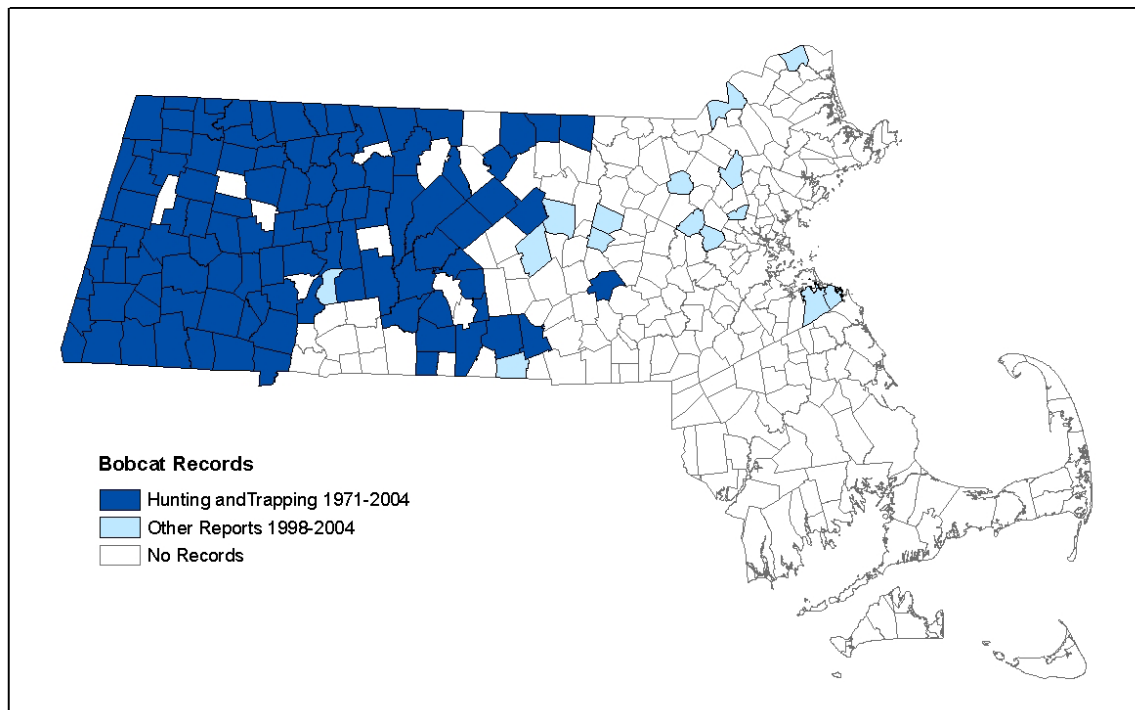 Bobcat Records
Hunting andTrapping 1971-2004
Other Reports 1998-2004
No Records